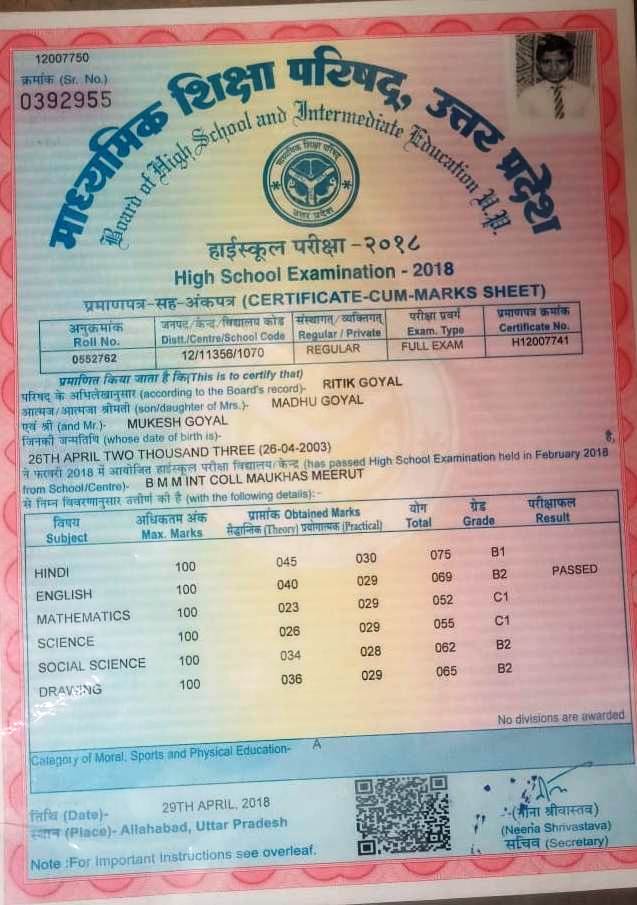 12007750
क्रमांक (Sr. No.)
0392955
माध्यमिक शिक्षा परिषद्, उत्तर प्रदेश
Board of High School and Intermediate Education U.P.
माध्यमिक शिक्षा परिषद्
उत्तर प्रदेश
हाईस्कूल परीक्षा -२०१८
High School Examination - 2018
प्रमाणपत्र-सह-अंकपत्र (CERTIFICATE-CUM-MARKS SHEET)
अनुक्रमांक जनपद/केन्द्र/विद्यालय कोड संस्थागत/व्यक्तिगत परीक्षा प्रवर्ग प्रमाणपत्र क्रमांक
Roll No. Distt./Centre/School Code Regular / Private Exam. Type Certificate No.
0552762 12/11356/1070 REGULAR FULL EXAM H12007741
प्रमाणित किया जाता है कि(This is to certify that)
परिषद के अभिलेखानुसार (according to the Board's record)- RITIK GOYAL
आत्मज/आत्मजा श्रीमती (son/daughter of Mrs.)- MADHU GOYAL
एवं श्री (and Mr.)- MUKESH GOYAL
जिनकी जन्मतिथि (whose date of birth is)-
26TH APRIL TWO THOUSAND THREE (26-04-2003) है,
ने फरवरी 2018 में आयोजित हाईस्कूल परीक्षा विद्यालय/केन्द्र (has passed High School Examination held in February 2018
from School/Centre)- B M M INT COLL MAUKHAS MEERUT
से निम्न विवरणानुसार उत्तीर्ण की है (with the following details):-
विषय अधिकतम अंक प्राप्तांक Obtained Marks योग ग्रेड परीक्षाफल
Subject Max. Marks सैद्धान्तिक (Theory) प्रयोगात्मक (Practical) Total Grade Result
HINDI 100 045 030 075 B1 PASSED
ENGLISH 100 040 029 069 B2
MATHEMATICS 100 023 029 052 C1
SCIENCE 100 026 029 055 C1
SOCIAL SCIENCE 100 034 028 062 B2
DRAWING 100 036 029 065 B2
No divisions are awarded
Category of Moral, Sports and Physical Education- A
तिथि (Date)- 29TH APRIL, 2018
स्थान (Place)- Allahabad, Uttar Pradesh
(नीना श्रीवास्तव)
(Neena Shrivastava)
सचिव (Secretary)
Note :For Important Instructions see overleaf.